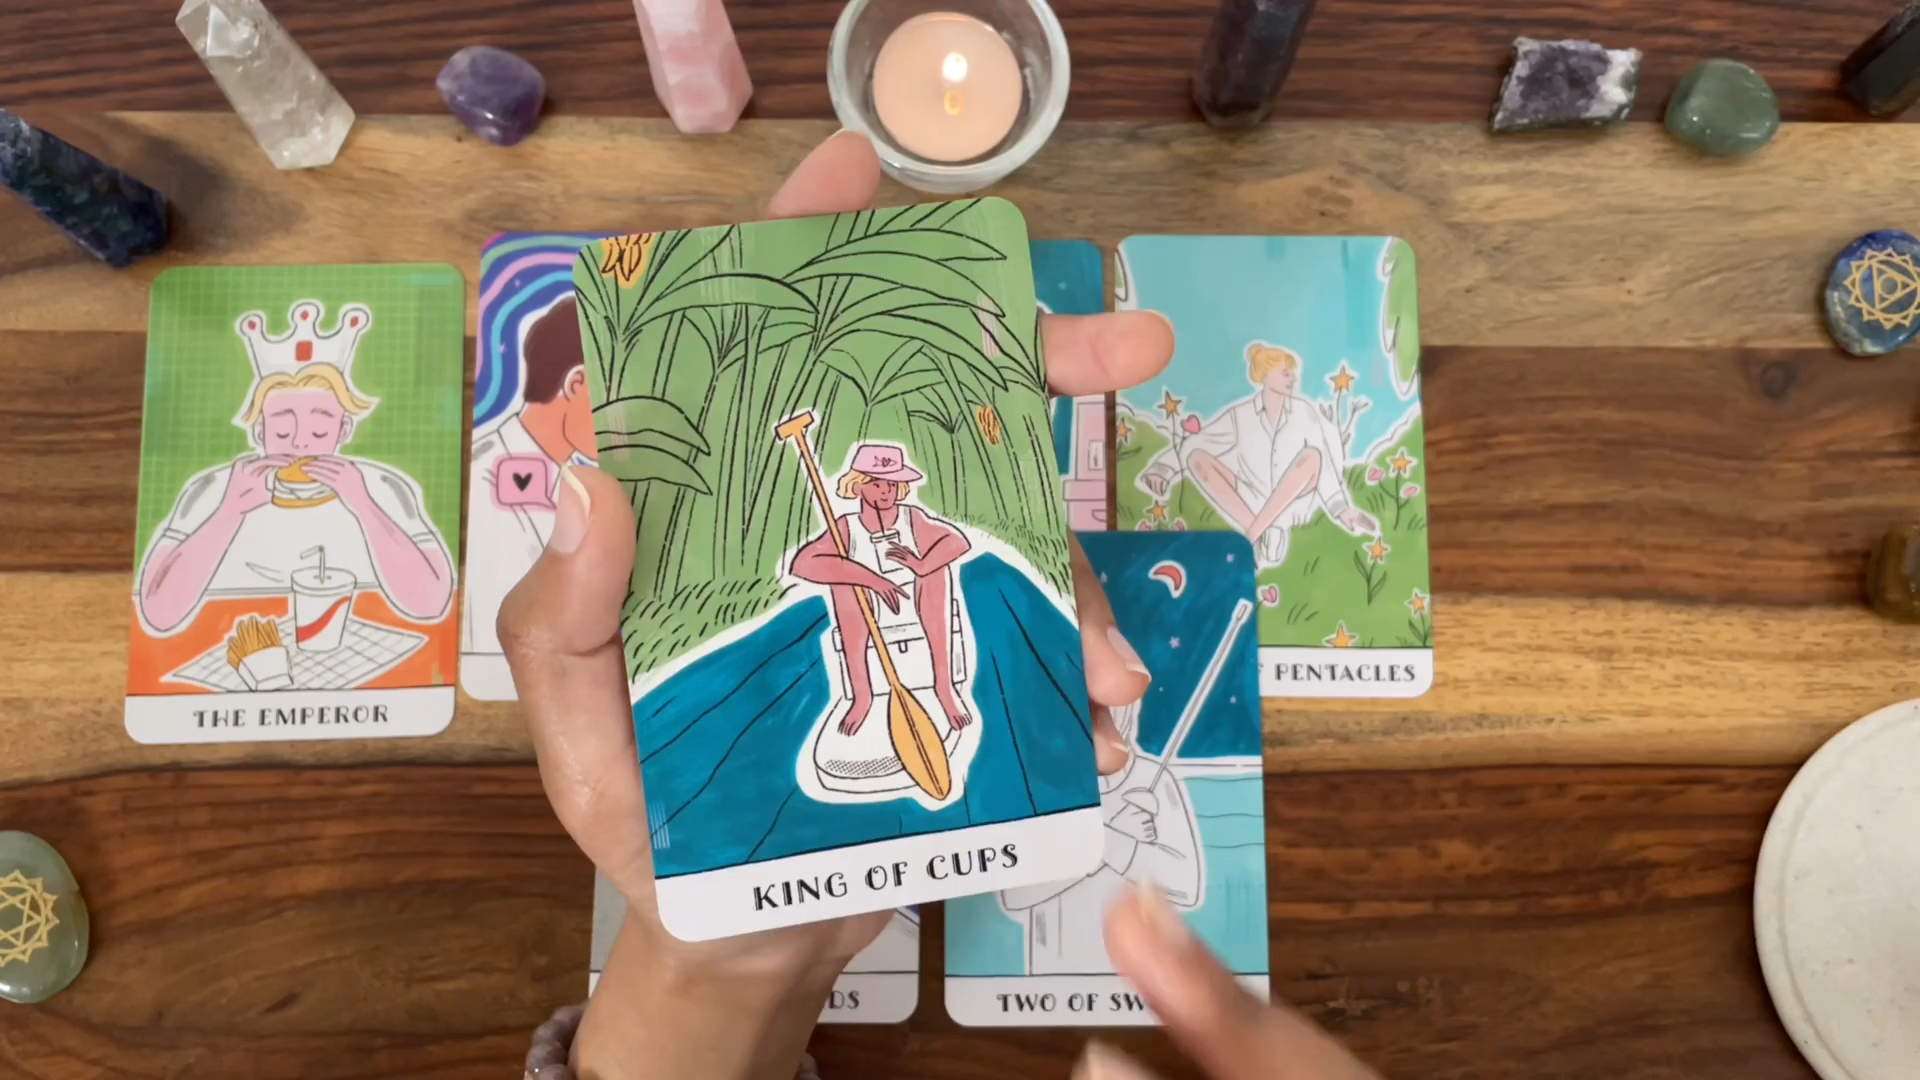 THE EMPEROR
PENTACLES
KING OF CUPS
DS
TWO OF SW